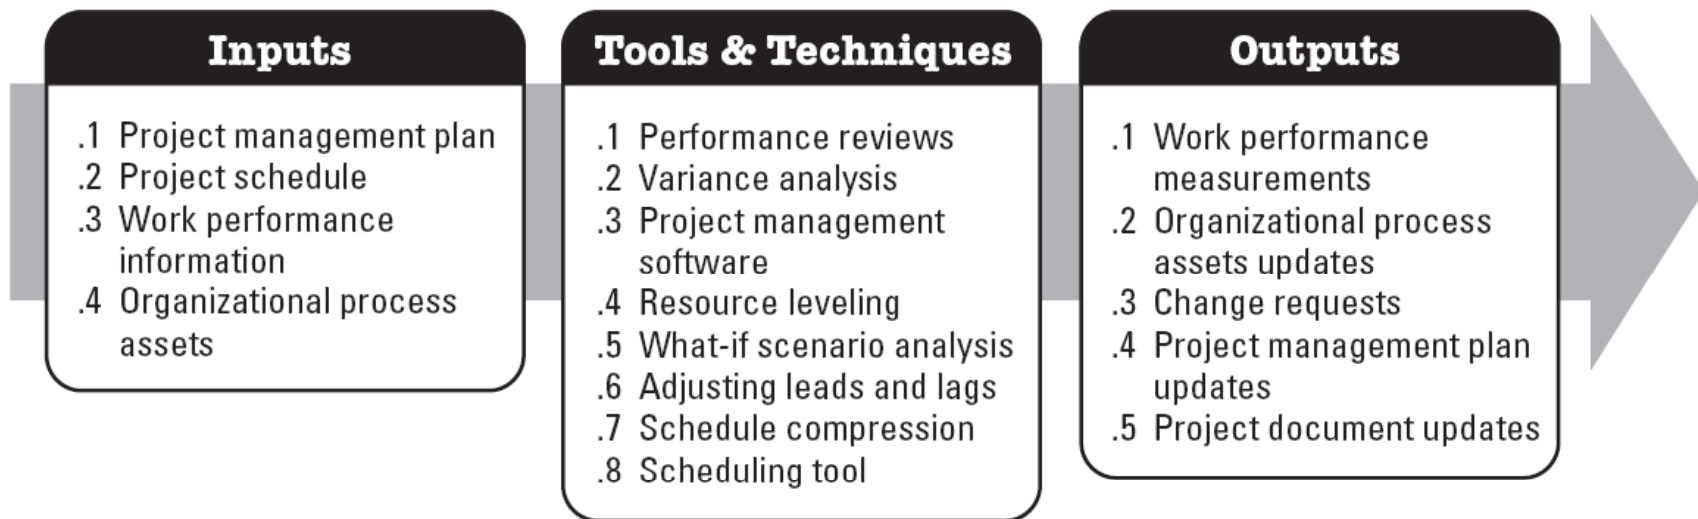 Inputs
.1 Project management plan
.2 Project schedule
.3 Work performance
information
.4 Organizational process
assets
Tools & Techniques
.1 Performance reviews
.2 Variance analysis
.3 Project management
software
.4 Resource leveling
.5 What-if scenario analysis
.6 Adjusting leads and lags
.7 Schedule compression
.8 Scheduling tool
Outputs
.1 Work performance
measurements
.2 Organizational process
assets updates
.3 Change requests
.4 Project management plan
updates
.5 Project document updates